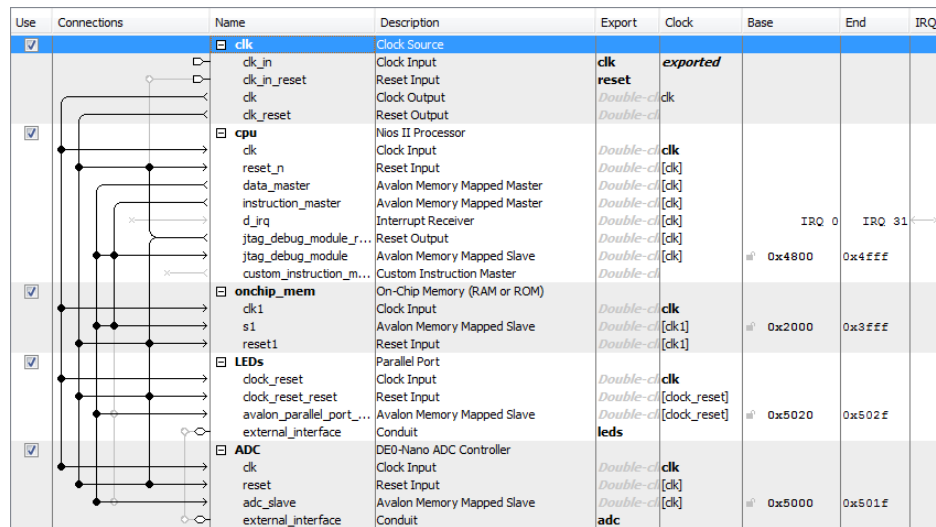 Use Connections Name Description Export Clock Base End IRQ
clk Clock Source
clk_in Clock Input clk exported
clk_in_reset Reset Input reset
clk Clock Output Double-cl clk
clk_reset Reset Output Double-cl
cpu Nios II Processor
clk Clock Input Double-cl clk
reset_n Reset Input Double-cl [clk]
data_master Avalon Memory Mapped Master Double-cl [clk]
instruction_master Avalon Memory Mapped Master Double-cl [clk]
d_irq Interrupt Receiver Double-cl [clk] IRQ 0 IRQ 31
jtag_debug_module_r... Reset Output Double-cl [clk]
jtag_debug_module Avalon Memory Mapped Slave Double-cl [clk] 0x4800 0x4fff
custom_instruction_m... Custom Instruction Master Double-cl
onchip_mem On-Chip Memory (RAM or ROM)
clk1 Clock Input Double-cl clk
s1 Avalon Memory Mapped Slave Double-cl [clk1] 0x2000 0x3fff
reset1 Reset Input Double-cl [clk1]
LEDs Parallel Port
clock_reset Clock Input Double-cl clk
clock_reset_reset Reset Input Double-cl [clock_reset]
avalon_parallel_port_... Avalon Memory Mapped Slave Double-cl [clock_reset] 0x5020 0x502f
external_interface Conduit leds
ADC DE0-Nano ADC Controller
clk Clock Input Double-cl clk
reset Reset Input Double-cl [clk]
adc_slave Avalon Memory Mapped Slave Double-cl [clk] 0x5000 0x501f
external_interface Conduit adc